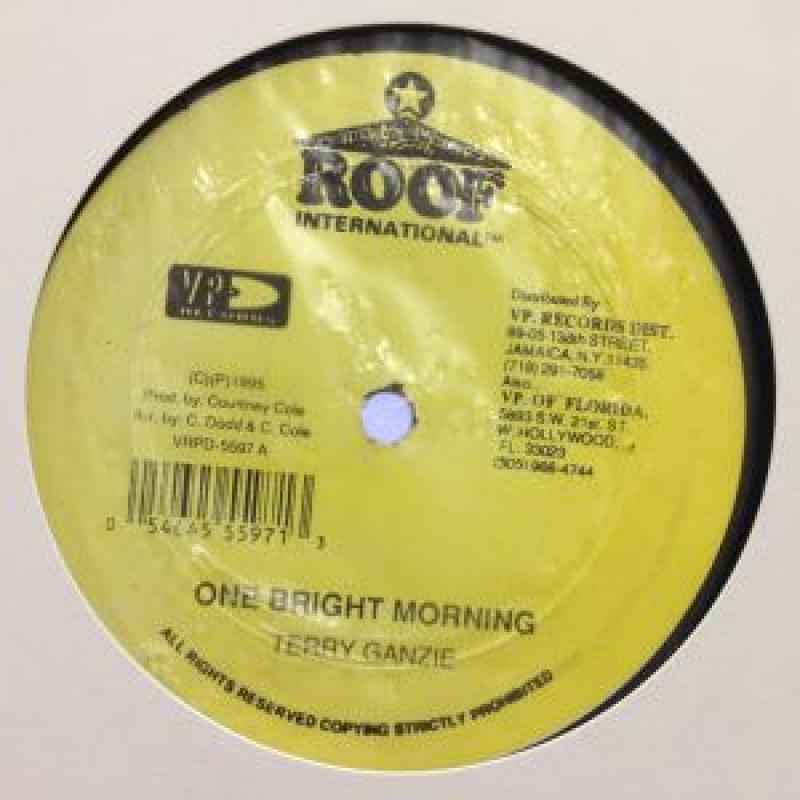 ROOF
INTERNATIONAL™
VP
RECORDS
(C)(P)1995
Prod. by: Courtney Cole
Arr. by: C. Dodd & C. Cole
VRPD-5597 A
0 54645 55971 3
Distributed By
VP. RECORDS DIST.
89-05 138th STREET,
JAMAICA, N.Y. 11435
(718) 291-7058
Also,
VP. OF FLORIDA,
5893 S.W. 21st. ST
W. HOLLYWOOD,
FL. 33023
(305) 966-4744
ONE BRIGHT MORNING
TERRY GANZIE
ALL RIGHTS RESERVED COPYING STRICTLY PROHIBITED